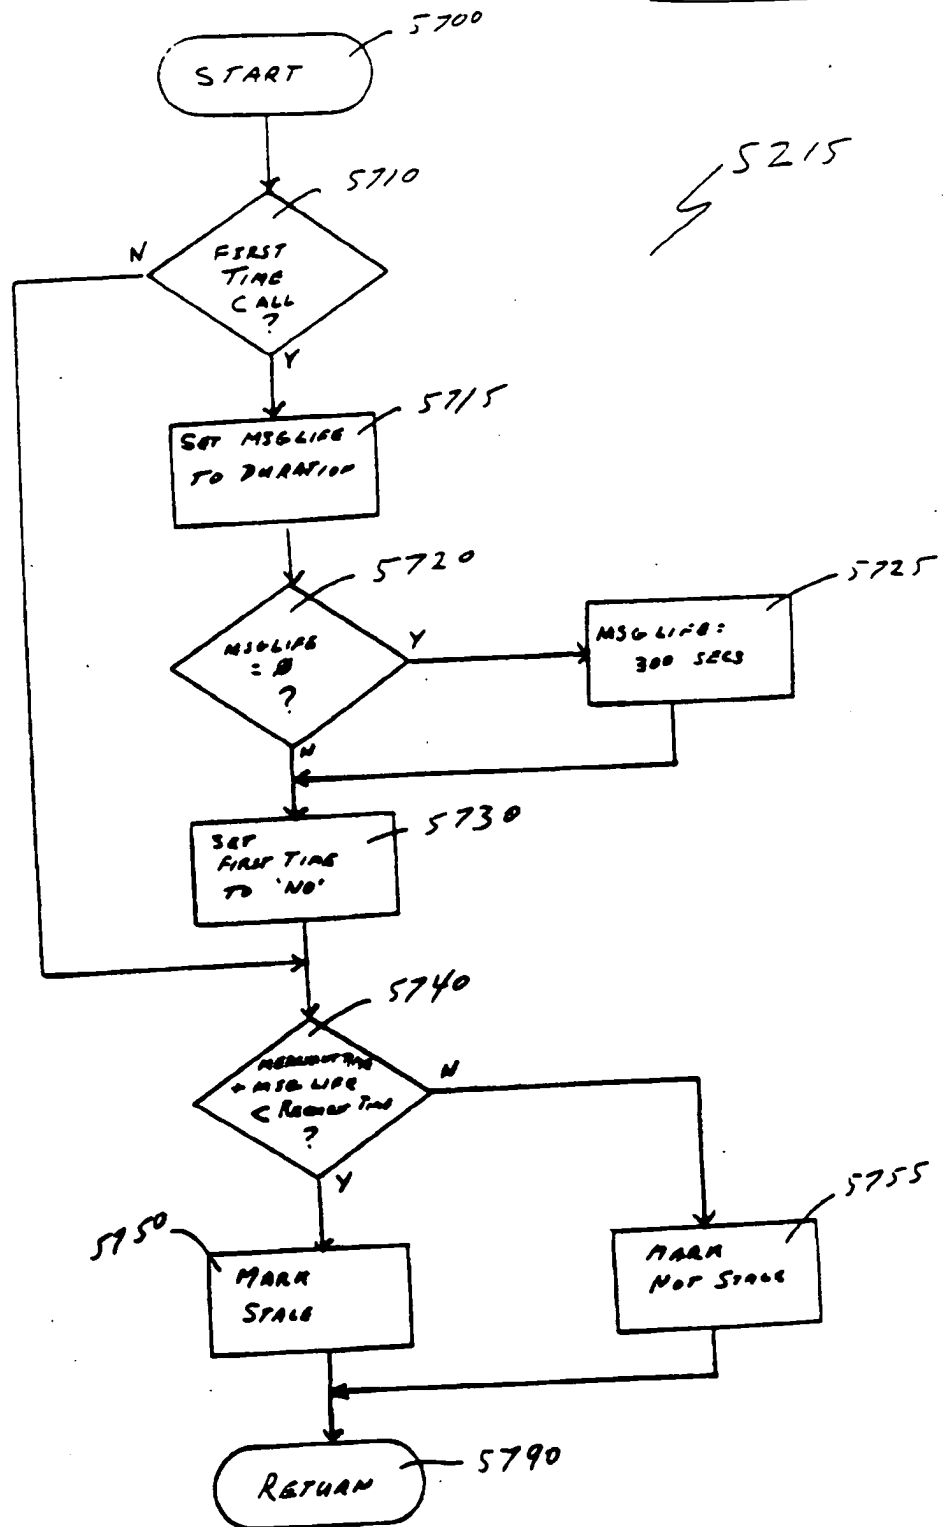 5700
START
5215
5710
N
FIRST
TIME
CALL
?
Y
5715
SET MSGLIFE
TO DURATION
5720
5725
MSGLIFE
= Ø
?
Y
MSGLIFE =
300 SECS
N
5730
SET
FIRST TIME
TO 'NO'
5740
+ MSG LIFE
< REQUEST TIME
?
N
Y
5750
5755
MARK
STALE
MARK
NOT STALE
5790
RETURN